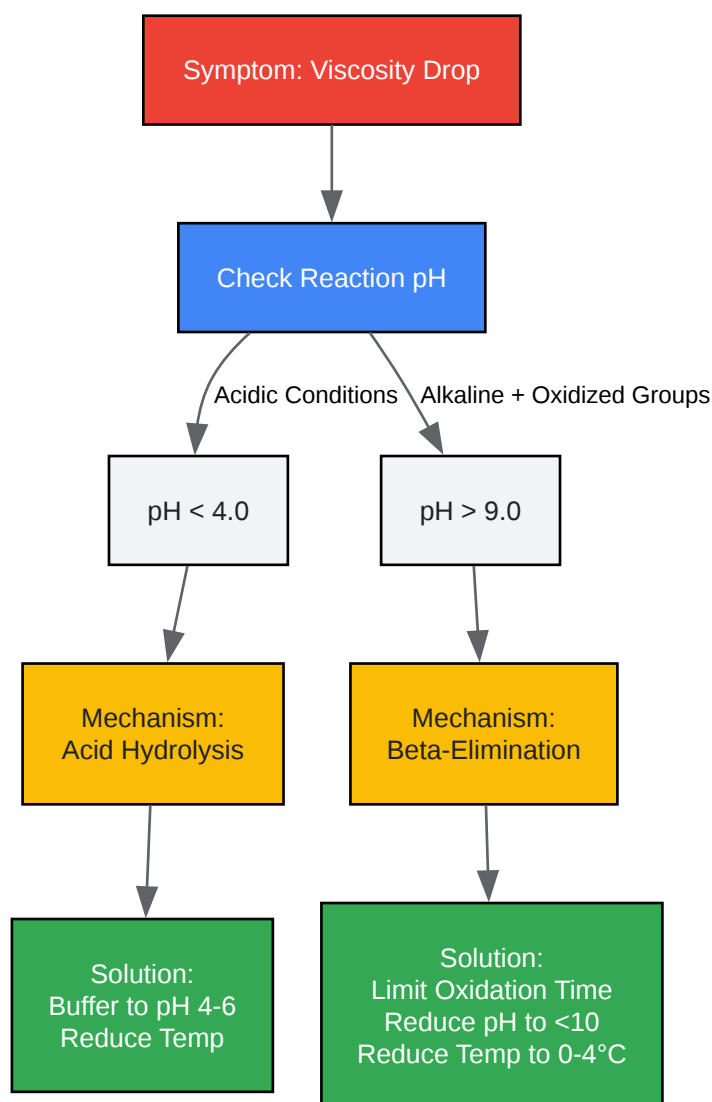 Symptom: Viscosity Drop
Check Reaction pH
Acidic Conditions
Alkaline + Oxidized Groups
pH < 4.0
pH > 9.0
Mechanism:
Acid Hydrolysis
Mechanism:
Beta-Elimination
Solution:
Buffer to pH 4-6
Reduce Temp
Solution:
Limit Oxidation Time
Reduce pH to <10
Reduce Temp to 0-4°C